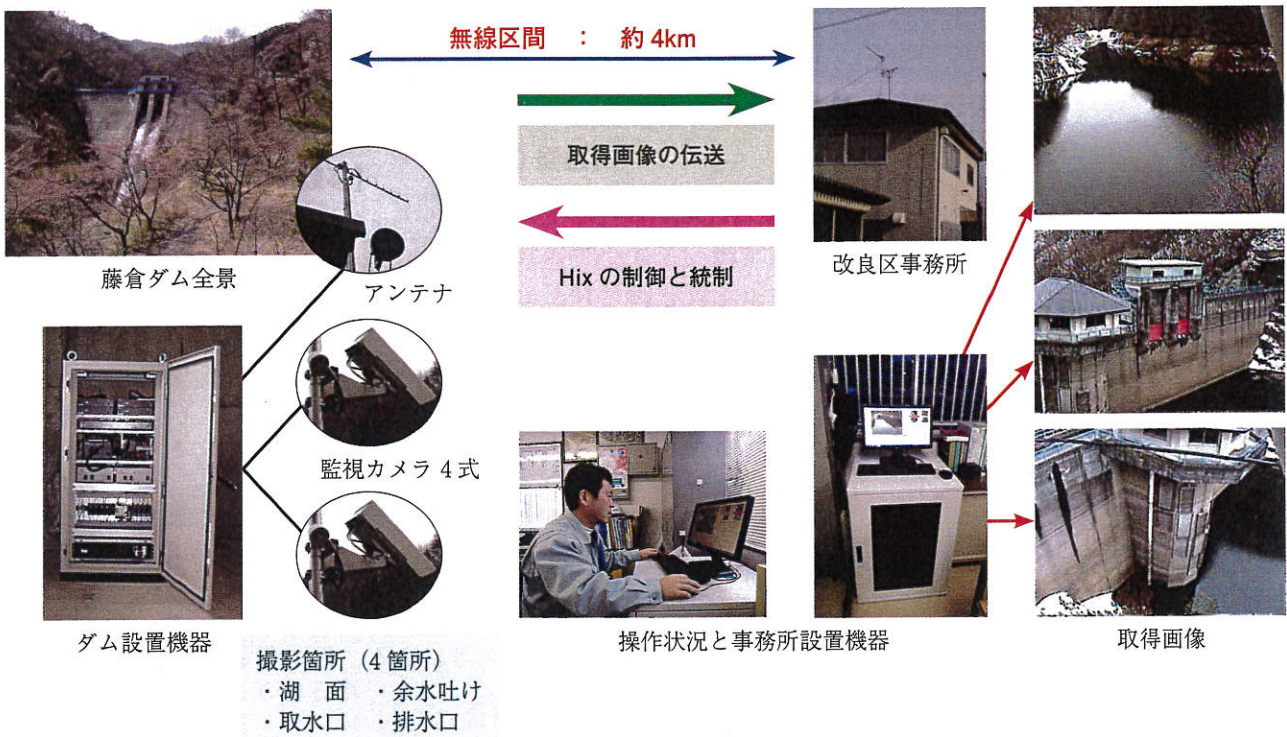 無線区間 : 約4km
取得画像の伝送
Hix の制御と統制
藤倉ダム全景
アンテナ
改良区事務所
監視カメラ4式
ダム設置機器
操作状況と事務所設置機器
取得画像
撮影箇所（4箇所）
・湖　面　・余水吐け
・取水口　・排水口